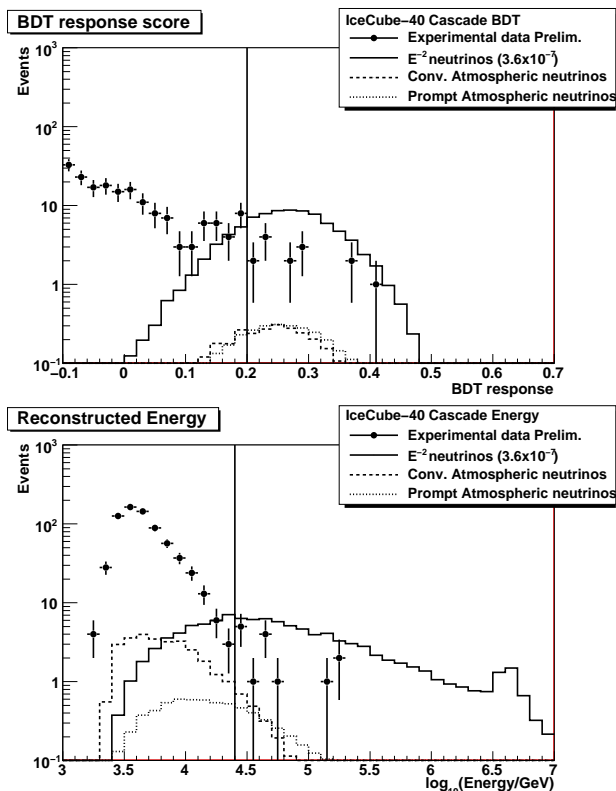 BDT response score
IceCube−40 Cascade BDT
Experimental data Prelim.
E⁻² neutrinos (3.6x10⁻⁷)
Conv. Atmospheric neutrinos
Prompt Atmospheric neutrinos
Events
10³
10²
10
1
10⁻¹
−0.1 0 0.1 0.2 0.3 0.4 0.5 0.6 0.7
BDT response
Reconstructed Energy
IceCube−40 Cascade Energy
Experimental data Prelim.
E⁻² neutrinos (3.6x10⁻⁷)
Conv. Atmospheric neutrinos
Prompt Atmospheric neutrinos
Events
10³
10²
10
1
10⁻¹
3 3.5 4 4.5 5 5.5 6 6.5 7
log₁₀(Energy/GeV)